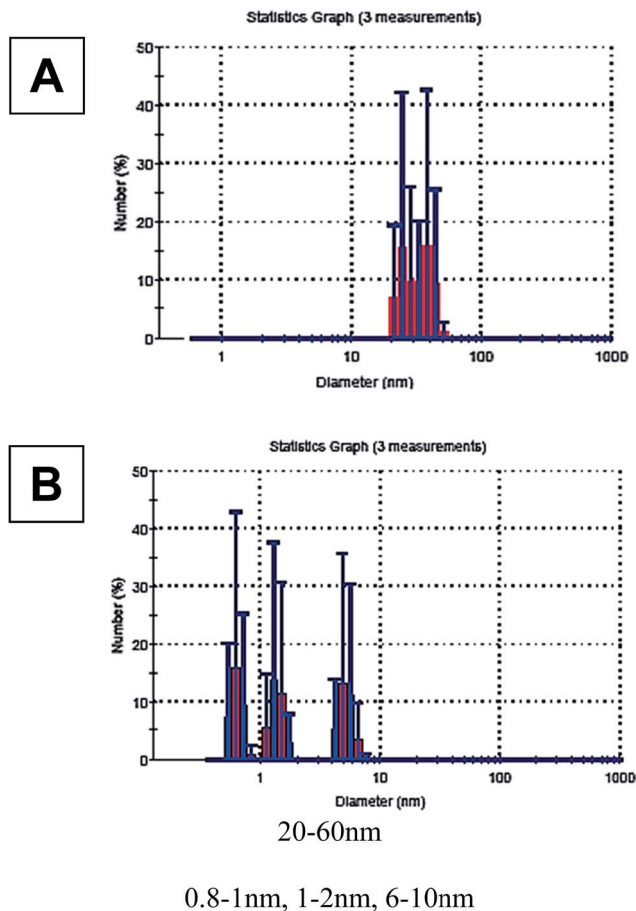 Statistics Graph (3 measurements)
A
50
40
30
20
10
0
Number (%)
1
10
100
1000
Diameter (nm)
Statistics Graph (3 measurements)
B
50
40
30
20
10
0
Number (%)
1
10
100
1000
Diameter (nm)
20-60nm
0.8-1nm, 1-2nm, 6-10nm